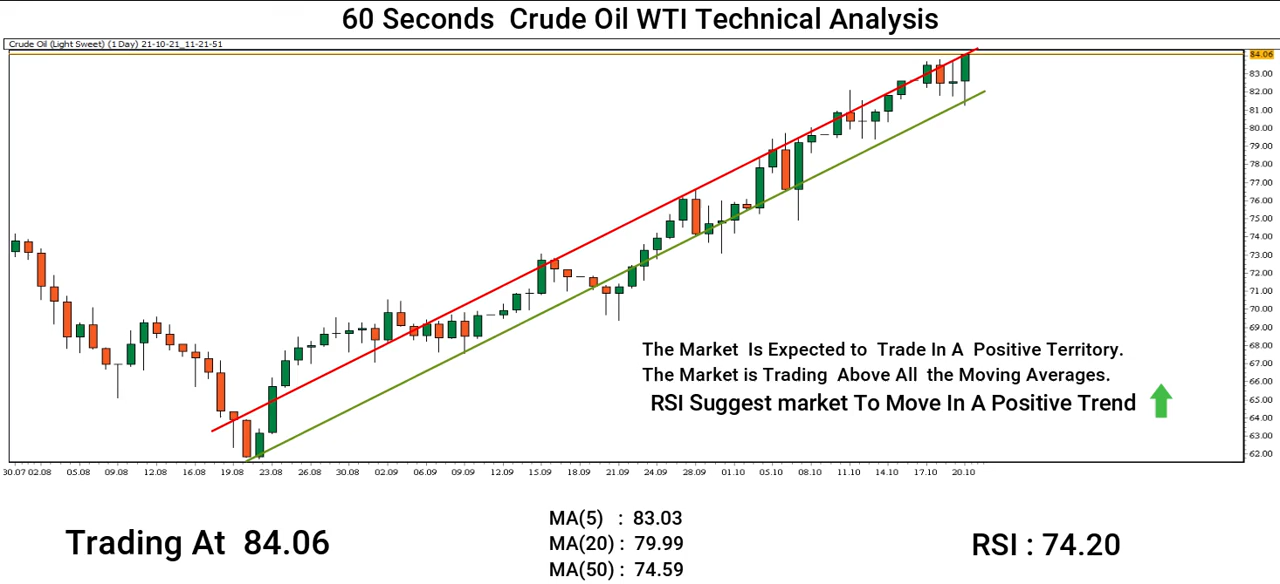 60 Seconds Crude Oil WTI Technical Analysis
Crude Oil (Light Sweet) (1 Day) 21-10-21_11-21-51
84.06
83.00
82.00
81.00
80.00
79.00
78.00
77.00
76.00
75.00
74.00
73.00
72.00
71.00
70.00
69.00
68.00
67.00
66.00
65.00
64.00
63.00
62.00
The Market Is Expected to Trade In A Positive Territory.
The Market is Trading Above All the Moving Averages.
RSI Suggest market To Move In A Positive Trend
30.07 02.08 05.08 09.08 12.08 16.08 19.08 23.08 26.08 30.08 02.09 06.09 09.09 12.09 15.09 19.09 21.09 24.09 28.09 01.10 05.10 08.10 11.10 14.10 17.10 20.10
Trading At 84.06
MA(5) : 83.03
MA(20) : 79.99
MA(50) : 74.59
RSI : 74.20